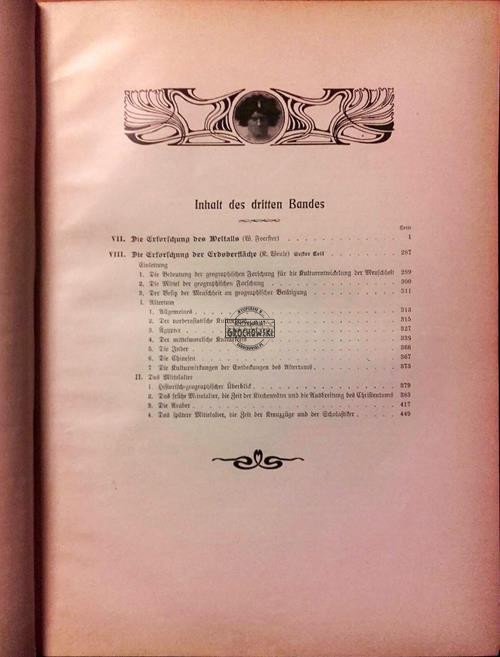 Inhalt des dritten Bandes
Seite
VII. Die Erforschung des Weltalls (W. Foerster) . . . 1
VIII. Die Erforschung der Erdoberfläche (K. Weule) Erster Teil . . . 287
Einleitung
1. Die Bedeutung der geographischen Forschung für die Kulturentwickelung der Menschheit 289
2. Die Mittel der geographischen Forschung . . . 300
3. Der Besitz der Menschheit an geographischer Betätigung . . . 311
I. Altertum
1. Allgemeines . . . 313
2. Der vorderasiatische . . . 315
3. Ägypter . . . 327
4. Der mittelmeerische Kulturkreis . . . 333
5. Die Inder . . . 366
6. Die Chinesen . . . 367
7. Die Kulturwirkungen der Entdeckungen des Altertums . . . 373
II. Das Mittelalter
1. Historisch-geographischer Überblick . . . 379
2. Das frühe Mittelalter, die Zeit der Kirchenväter und die Ausbreitung des Christentums 383
3. Die Araber . . . 417
4. Das spätere Mittelalter, die Zeit der Kreuzzüge und der Scholastiker . . . 449
GROCHOWSKI